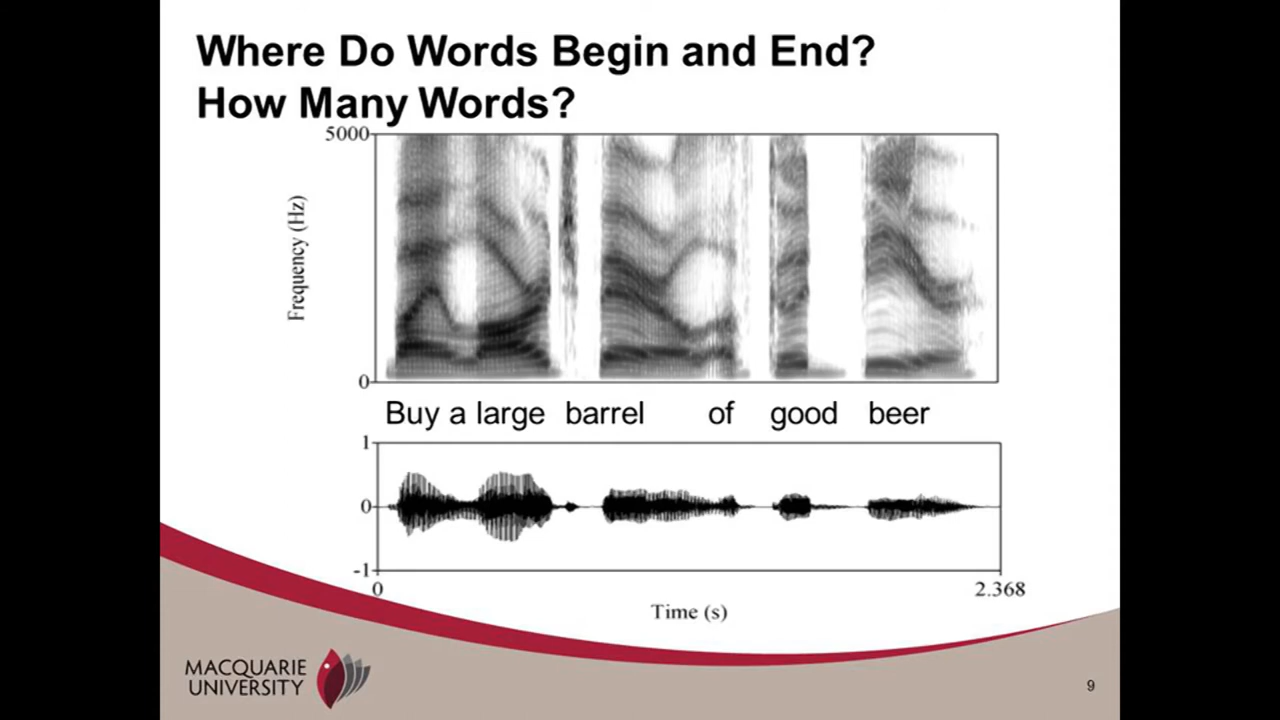 Where Do Words Begin and End?
How Many Words?
5000
Frequency (Hz)
0
Buy a large barrel of good beer
1
0
-1
0
2.368
Time (s)
MACQUARIE
UNIVERSITY
9